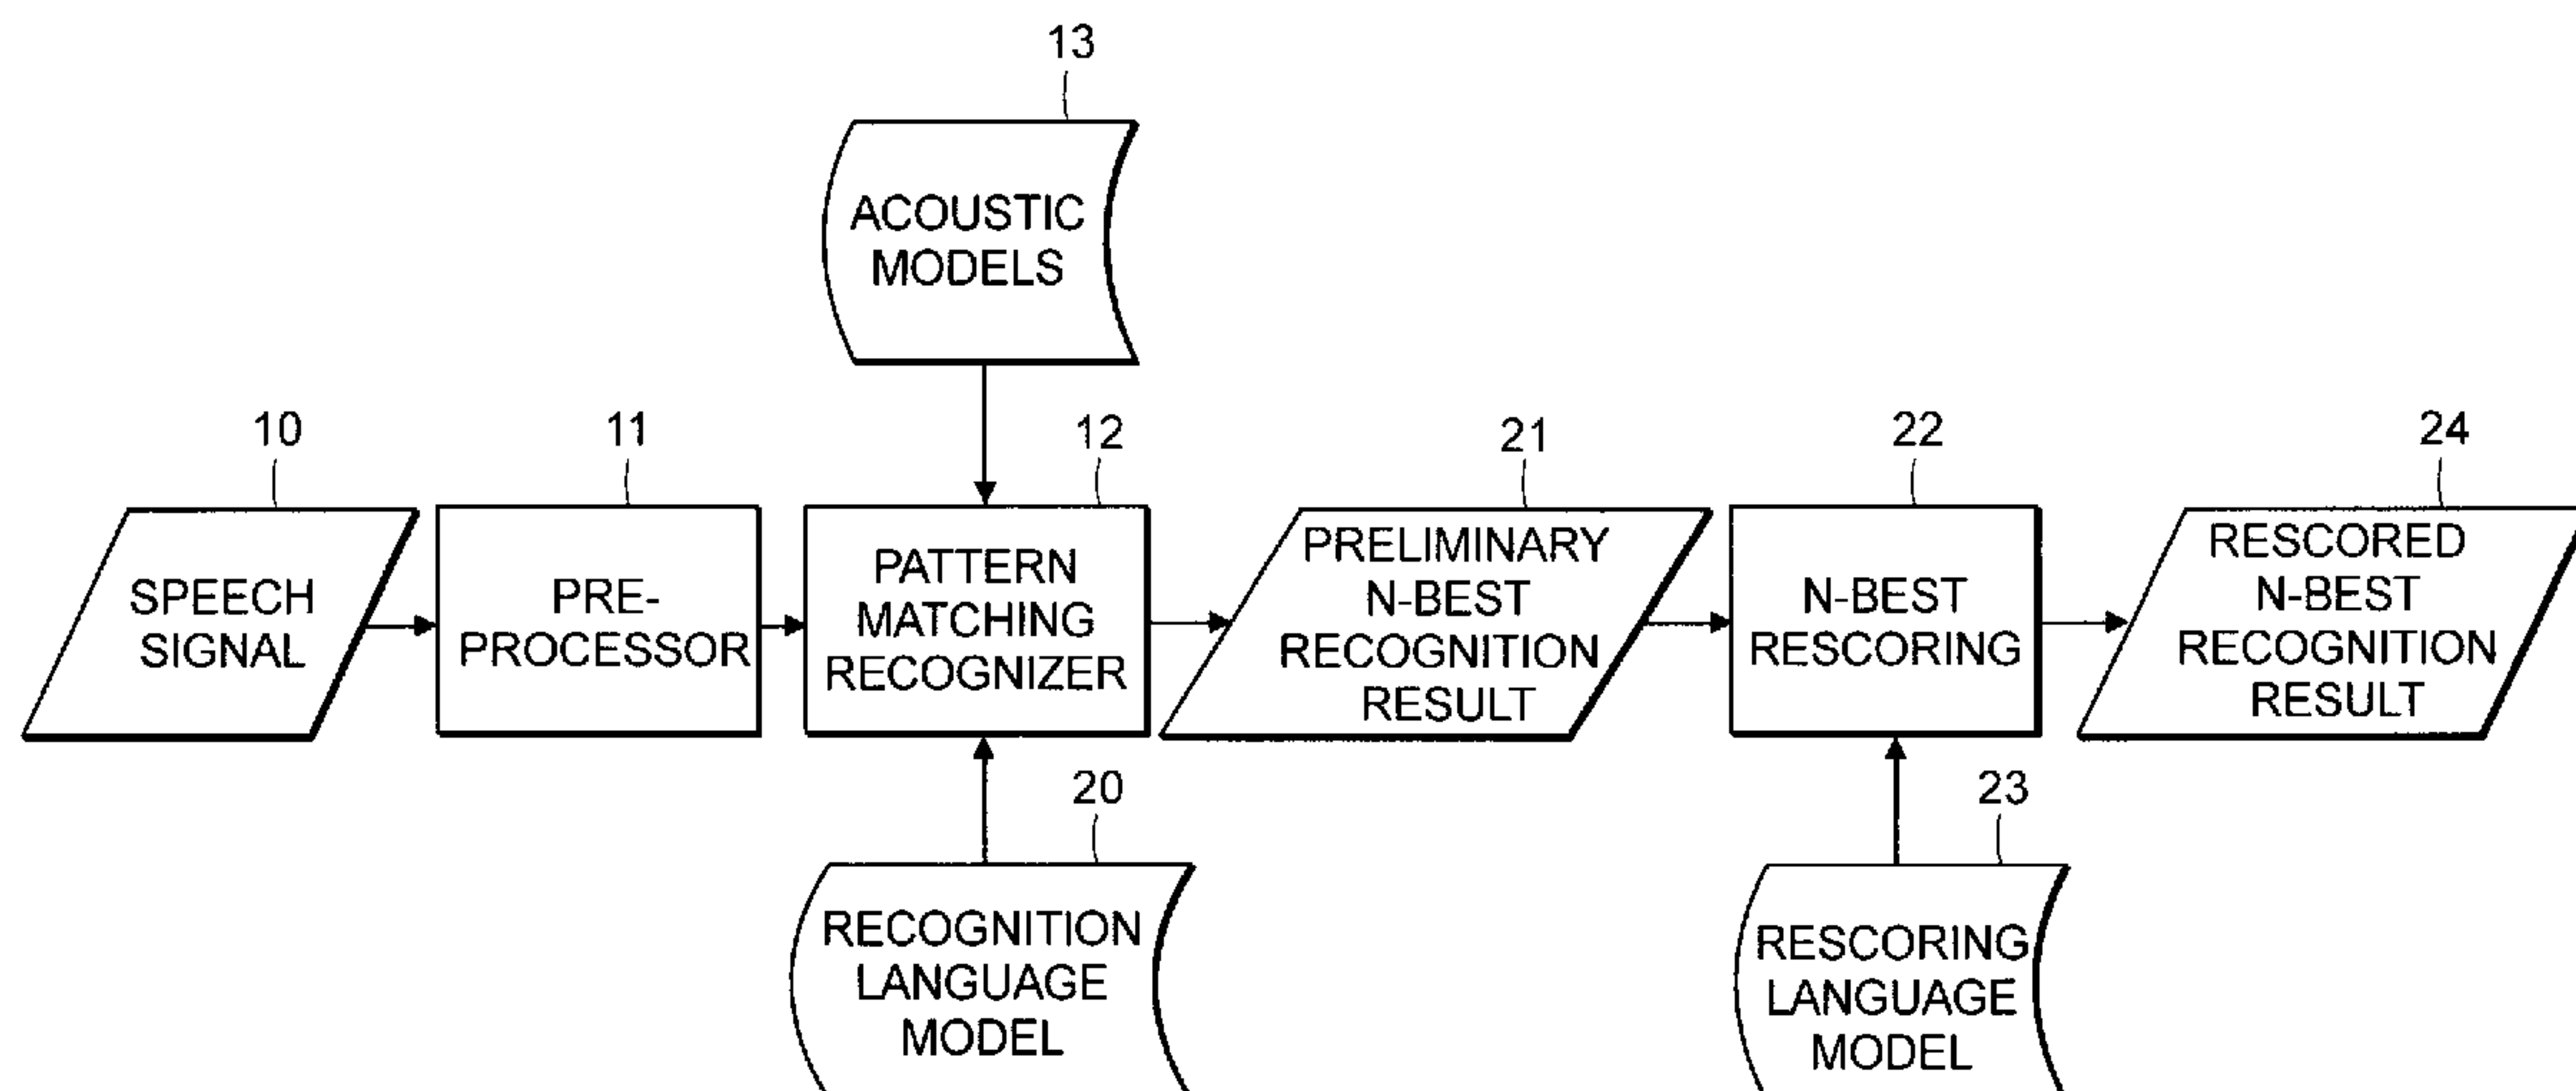 13
ACOUSTIC
MODELS
10
SPEECH
SIGNAL
11
PRE-
PROCESSOR
12
PATTERN
MATCHING
RECOGNIZER
21
PRELIMINARY
N-BEST
RECOGNITION
RESULT
22
N-BEST
RESCORING
24
RESCORED
N-BEST
RECOGNITION
RESULT
20
RECOGNITION
LANGUAGE
MODEL
23
RESCORING
LANGUAGE
MODEL